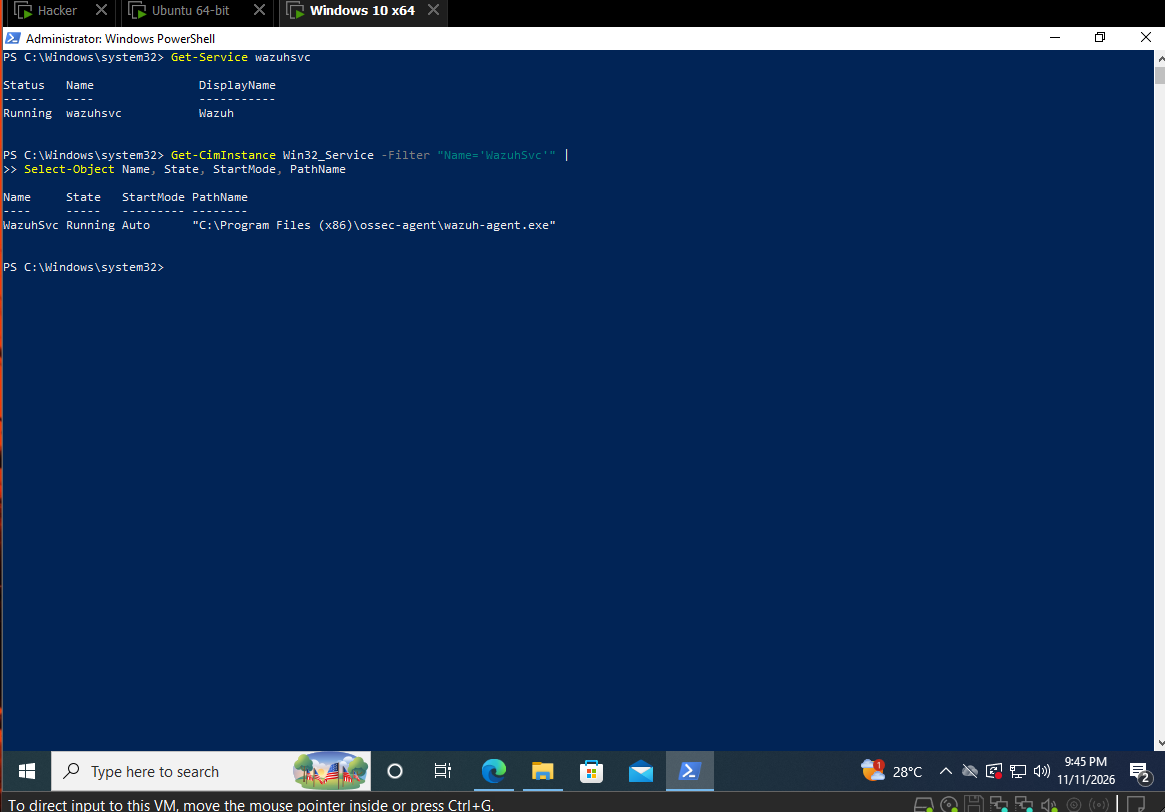 Hacker
Ubuntu 64-bit
Windows 10 x64
Administrator: Windows PowerShell
PS C:\Windows\system32> Get-Service wazuhsvc
Status   Name               DisplayName
------   ----               -----------
Running  wazuhsvc           Wazuh
PS C:\Windows\system32> Get-CimInstance Win32_Service -Filter "Name='WazuhSvc'" |
>> Select-Object Name, State, StartMode, PathName
Name     State   StartMode PathName
----     -----   --------- --------
WazuhSvc Running Auto      "C:\Program Files (x86)\ossec-agent\wazuh-agent.exe"
PS C:\Windows\system32>
Type here to search
1
28°C
9:45 PM
11/11/2026
2
To direct input to this VM, move the mouse pointer inside or press Ctrl+G.